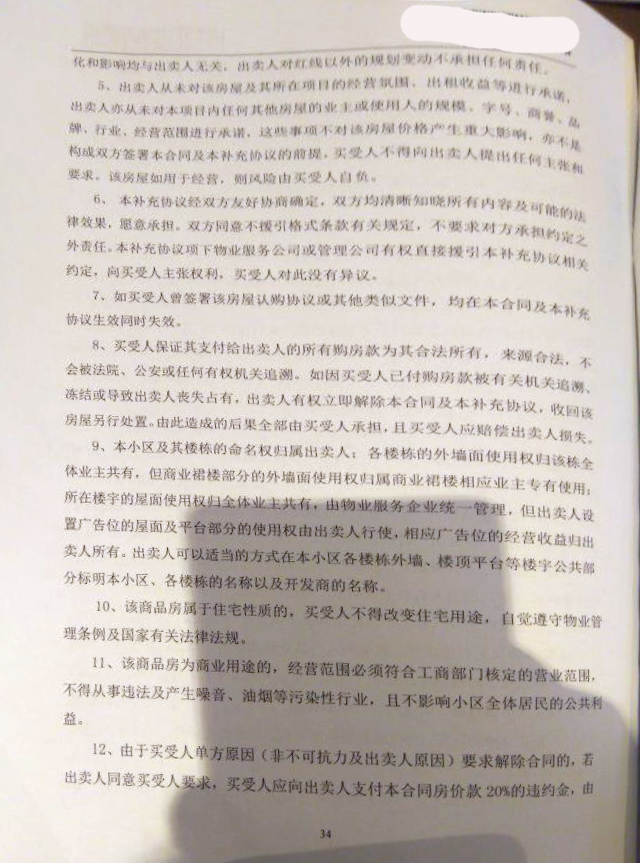 化和影响均与出卖人无关，出卖人对红线以外的规划变动不承担任何责任。
5、出卖人从未对该房屋及其所在项目的经营氛围、出租收益等进行承诺，
出卖人亦从未对本项目内任何其他房屋的业主或使用人的规模、字号、商誉、品
牌、行业、经营范围进行承诺，这些事项不对该房屋价格产生重大影响，亦不是
构成双方签署本合同及本补充协议的前提，买受人不得向出卖人提出任何主张和
要求。该房屋如用于经营，则风险由买受人自负。
6、本补充协议经双方友好协商确定，双方均清晰知晓所有内容及可能的法
律效果，愿意承担。双方同意不援引格式条款有关规定，不要求对方承担约定之
外责任。本补充协议项下物业服务公司或管理公司有权直接援引本补充协议相关
约定，向买受人主张权利，买受人对此没有异议。
7、如买受人曾签署该房屋认购协议或其他类似文件，均在本合同及本补充
协议生效同时失效。
8、买受人保证其支付给出卖人的所有购房款为其合法所有，来源合法，不
会被法院、公安或任何有权机关追溯。如因买受人已付购房款被有关机关追溯、
冻结或导致出卖人丧失占有，出卖人有权立即解除本合同及本补充协议，收回该
房屋另行处置。由此造成的后果全部由买受人承担，且买受人应赔偿出卖人损失。
9、本小区及其楼栋的命名权归属出卖人；各楼栋的外墙面使用权归该栋全
体业主共有，但商业裙楼部分的外墙面使用权归属商业裙楼相应业主专有使用；
所在楼宇的屋面使用权归全体业主共有，由物业服务企业统一管理，但出卖人设
置广告位的屋面及平台部分的使用权由出卖人行使，相应广告位的经营收益归出
卖人所有。出卖人可以适当的方式在本小区各楼栋外墙、楼顶平台等楼宇公共部
分标明本小区、各楼栋的名称以及开发商的名称。
10、该商品房属于住宅性质的，买受人不得改变住宅用途，自觉遵守物业管
理条例及国家有关法律法规。
11、该商品房为商业用途的，经营范围必须符合工商部门核定的营业范围，
不得从事违法及产生噪音、油烟等污染性行业，且不影响小区全体居民的公共利
益。
12、由于买受人单方原因（非不可抗力及出卖人原因）要求解除合同的，若
出卖人同意买受人要求，买受人应向出卖人支付本合同房价款20%的违约金，由
34